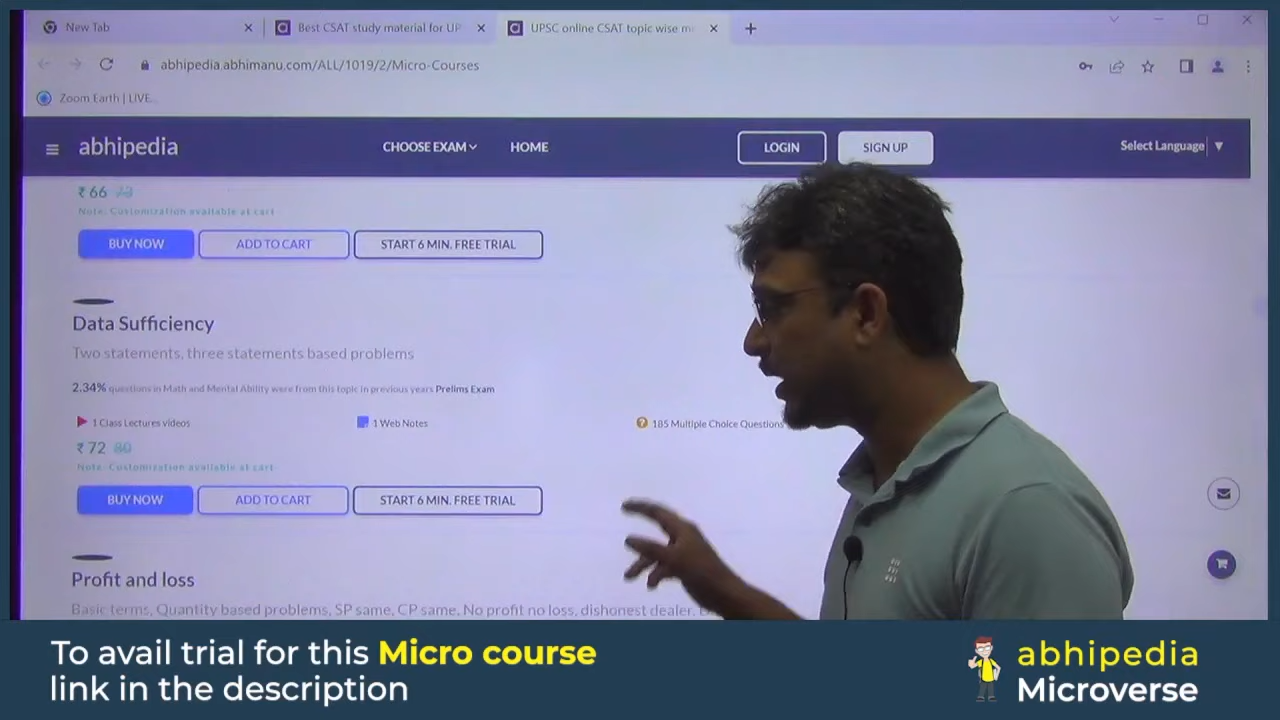 New Tab
Best CSAT study material for UP
UPSC online CSAT topic wise m
abhipedia.abhimanu.com/ALL/1019/2/Micro-Courses
Zoom Earth | LIVE...
abhipedia
CHOOSE EXAM
HOME
LOGIN
SIGN UP
Select Language
₹ 66
Note: Customization available at cart
BUY NOW
ADD TO CART
START 6 MIN. FREE TRIAL
Data Sufficiency
Two statements, three statements based problems
2.34% questions in Math and Mental Ability were from this topic in previous years Prelims Exam
1 Class Lectures videos
1 Web Notes
185 Multiple Choice Questions
₹ 72 80
Note: Customization available at cart
BUY NOW
ADD TO CART
START 6 MIN. FREE TRIAL
Profit and loss
Basic terms, Quantity based problems, SP same, CP same, No profit no loss, dishonest dealer,
To avail trial for this Micro course
link in the description
abhipedia
Microverse